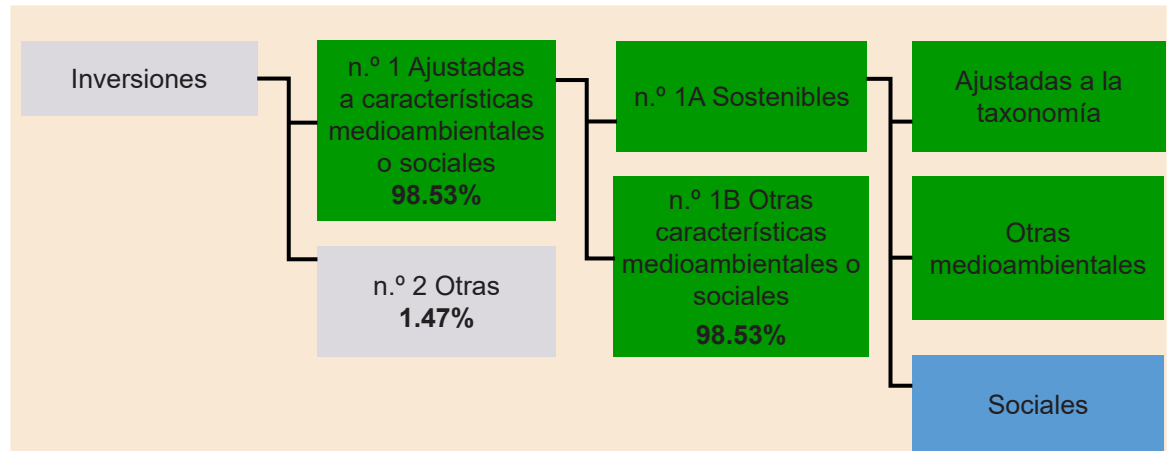 Inversiones
n.º 1 Ajustadas
a características
medioambientales
o sociales
98.53%
n.º 2 Otras
1.47%
n.º 1A Sostenibles
n.º 1B Otras
características
medioambientales o
sociales
98.53%
Ajustadas a la
taxonomía
Otras
medioambientales
Sociales